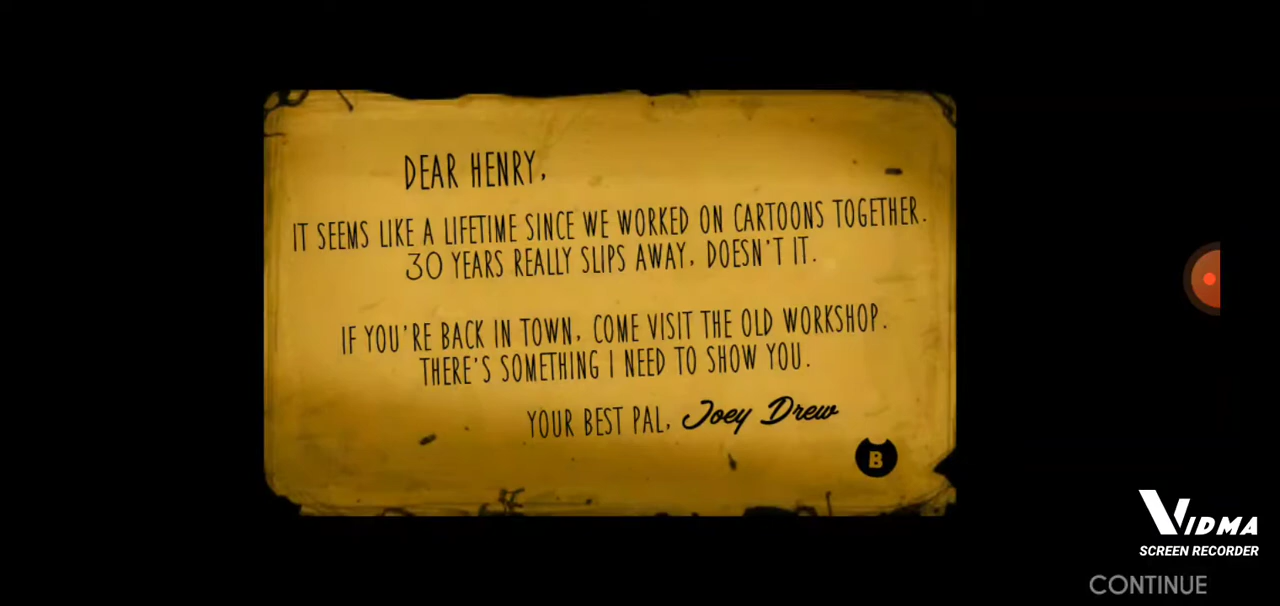 DEAR HENRY,
IT SEEMS LIKE A LIFETIME SINCE WE WORKED ON CARTOONS TOGETHER.
30 YEARS REALLY SLIPS AWAY, DOESN'T IT.
IF YOU'RE BACK IN TOWN, COME VISIT THE OLD WORKSHOP.
THERE'S SOMETHING I NEED TO SHOW YOU.
YOUR BEST PAL, Joey Drew
B
VIDMA
SCREEN RECORDER
CONTINUE